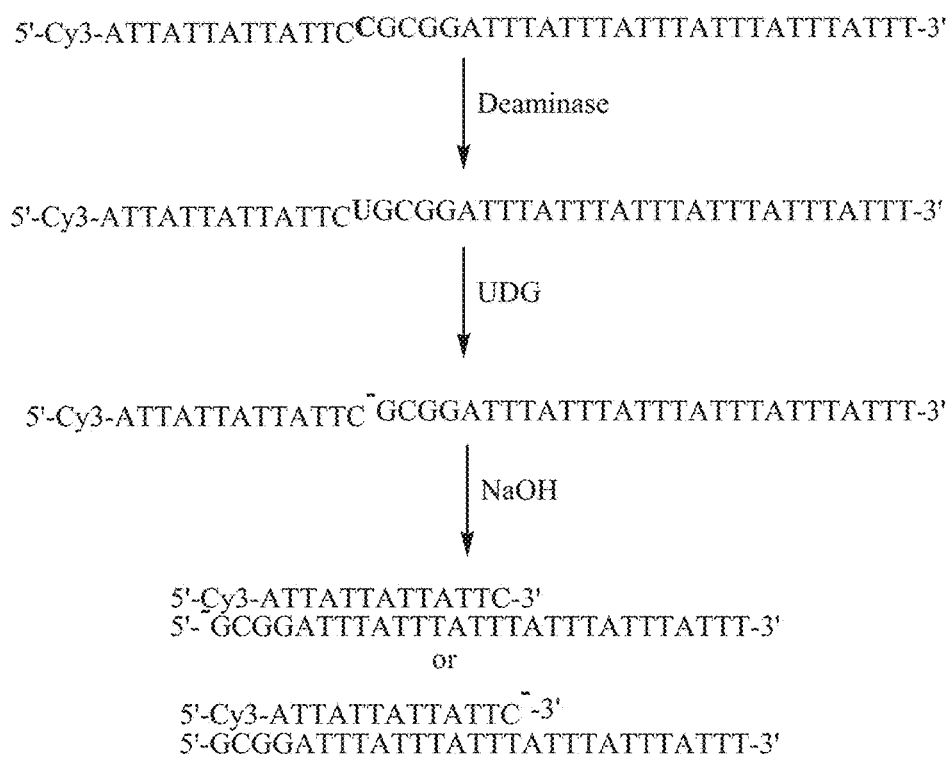 5'-Cy3-ATTATTATTATTCCGCGGATTTATTTATTTATTTATTTATTT-3'
Deaminase
5'-Cy3-ATTATTATTATTCUGCGGATTTATTTATTTATTTATTTATTT-3'
UDG
5'-Cy3-ATTATTATTATTC-GCGGATTTATTTATTTATTTATTTATTT-3'
NaOH
5'-Cy3-ATTATTATTATTC-3'
5'-~GCGGATTTATTTATTTATTTATTTATTT-3'
or
5'-Cy3-ATTATTATTATTC--3'
5'-GCGGATTTATTTATTTATTTATTTATTT-3'